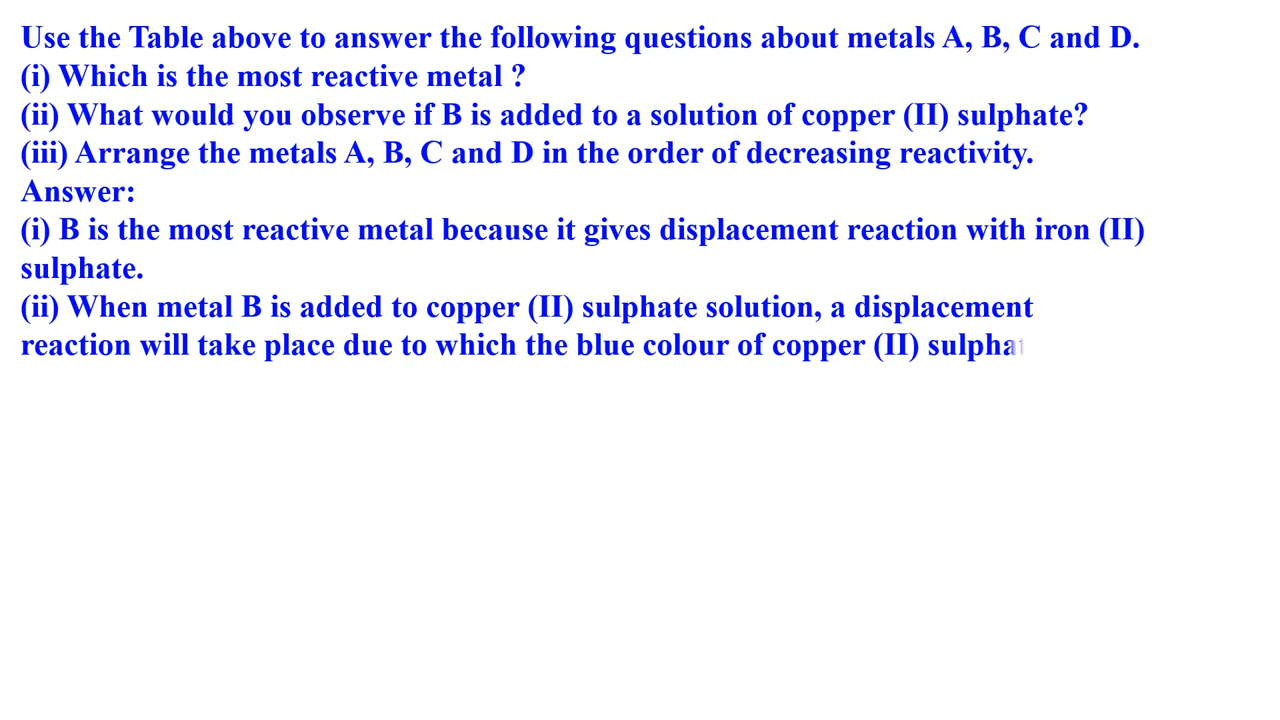 Use the Table above to answer the following questions about metals A, B, C and D.
(i) Which is the most reactive metal ?
(ii) What would you observe if B is added to a solution of copper (II) sulphate?
(iii) Arrange the metals A, B, C and D in the order of decreasing reactivity.
Answer:
(i) B is the most reactive metal because it gives displacement reaction with iron (II)
sulphate.
(ii) When metal B is added to copper (II) sulphate solution, a displacement
reaction will take place due to which the blue colour of copper (II) sulphat